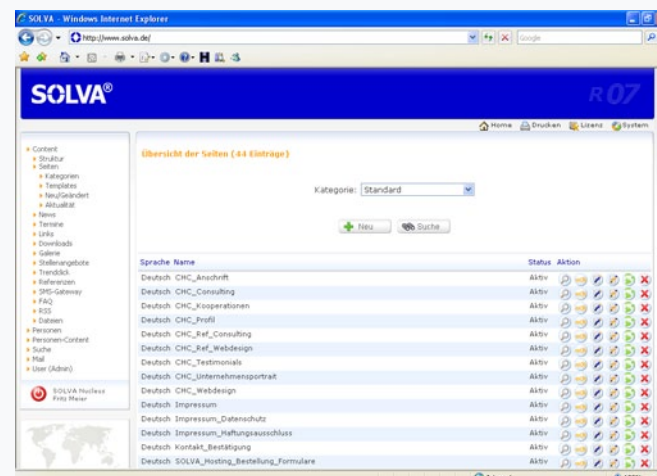 SOLVA - Windows Internet Explorer
http://www.solva.de/
Google
SOLVA®
R 07
Home Drucken Lizenz System
Content
Struktur
Seiten
Kategorien
Templates
Neu/Geändert
Aktualität
News
Termine
Links
Downloads
Galerie
Stellenangebote
Trendclick
Referenzen
SMS-Gateway
FAQ
RSS
Dateien
Personen
Personen-Content
Suche
Mail
User (Admin)
SOLVA Nucleus
Fritz Meier
Übersicht der Seiten (44 Einträge)
Kategorie: Standard
Neu Suche
Sprache Name Status Aktion
Deutsch CHC_Anschrift Aktiv
Deutsch CHC_Consulting Aktiv
Deutsch CHC_Kooperationen Aktiv
Deutsch CHC_Profil Aktiv
Deutsch CHC_Ref_Consulting Aktiv
Deutsch CHC_Ref_Webdesign Aktiv
Deutsch CHC_Testimonials Aktiv
Deutsch CHC_Unternehmensportrait Aktiv
Deutsch CHC_Webdesign Aktiv
Deutsch Impressum Aktiv
Deutsch Impressum_Datenschutz Aktiv
Deutsch Impressum_Haftungsausschluss Aktiv
Deutsch Kontakt_Bestätigung Aktiv
Deutsch SOLVA_Hosting_Bestellung_Formulare Aktiv